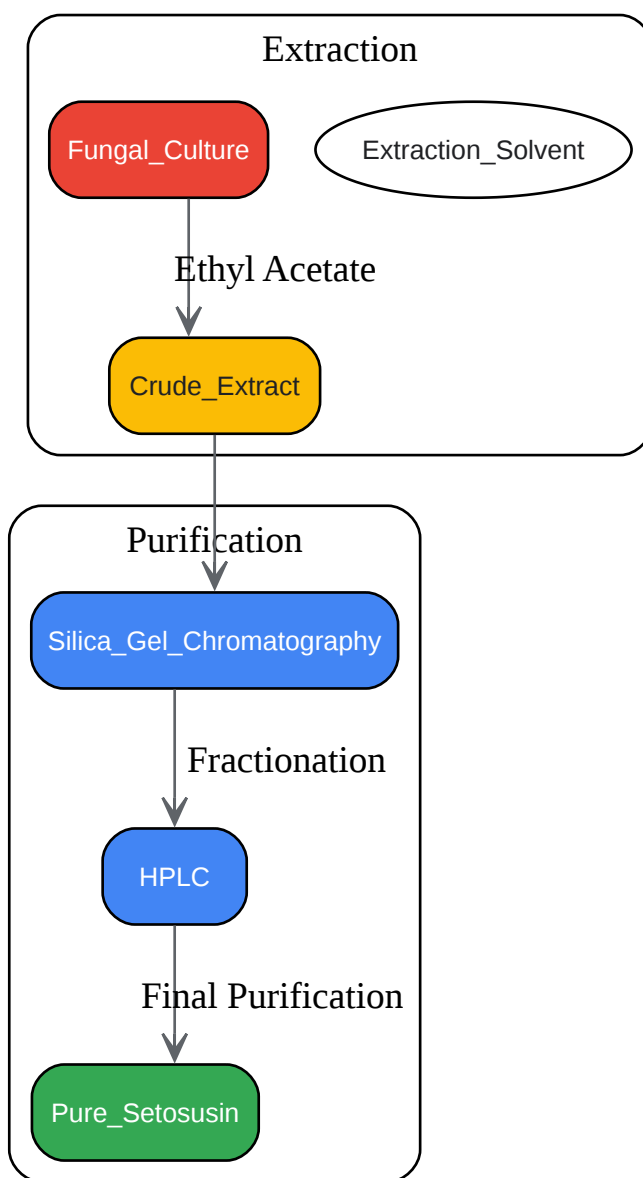 Extraction
Fungal_Culture
Extraction_Solvent
Ethyl Acetate
Crude_Extract
Purification
Silica_Gel_Chromatography
Fractionation
HPLC
Final Purification
Pure_Setosusin